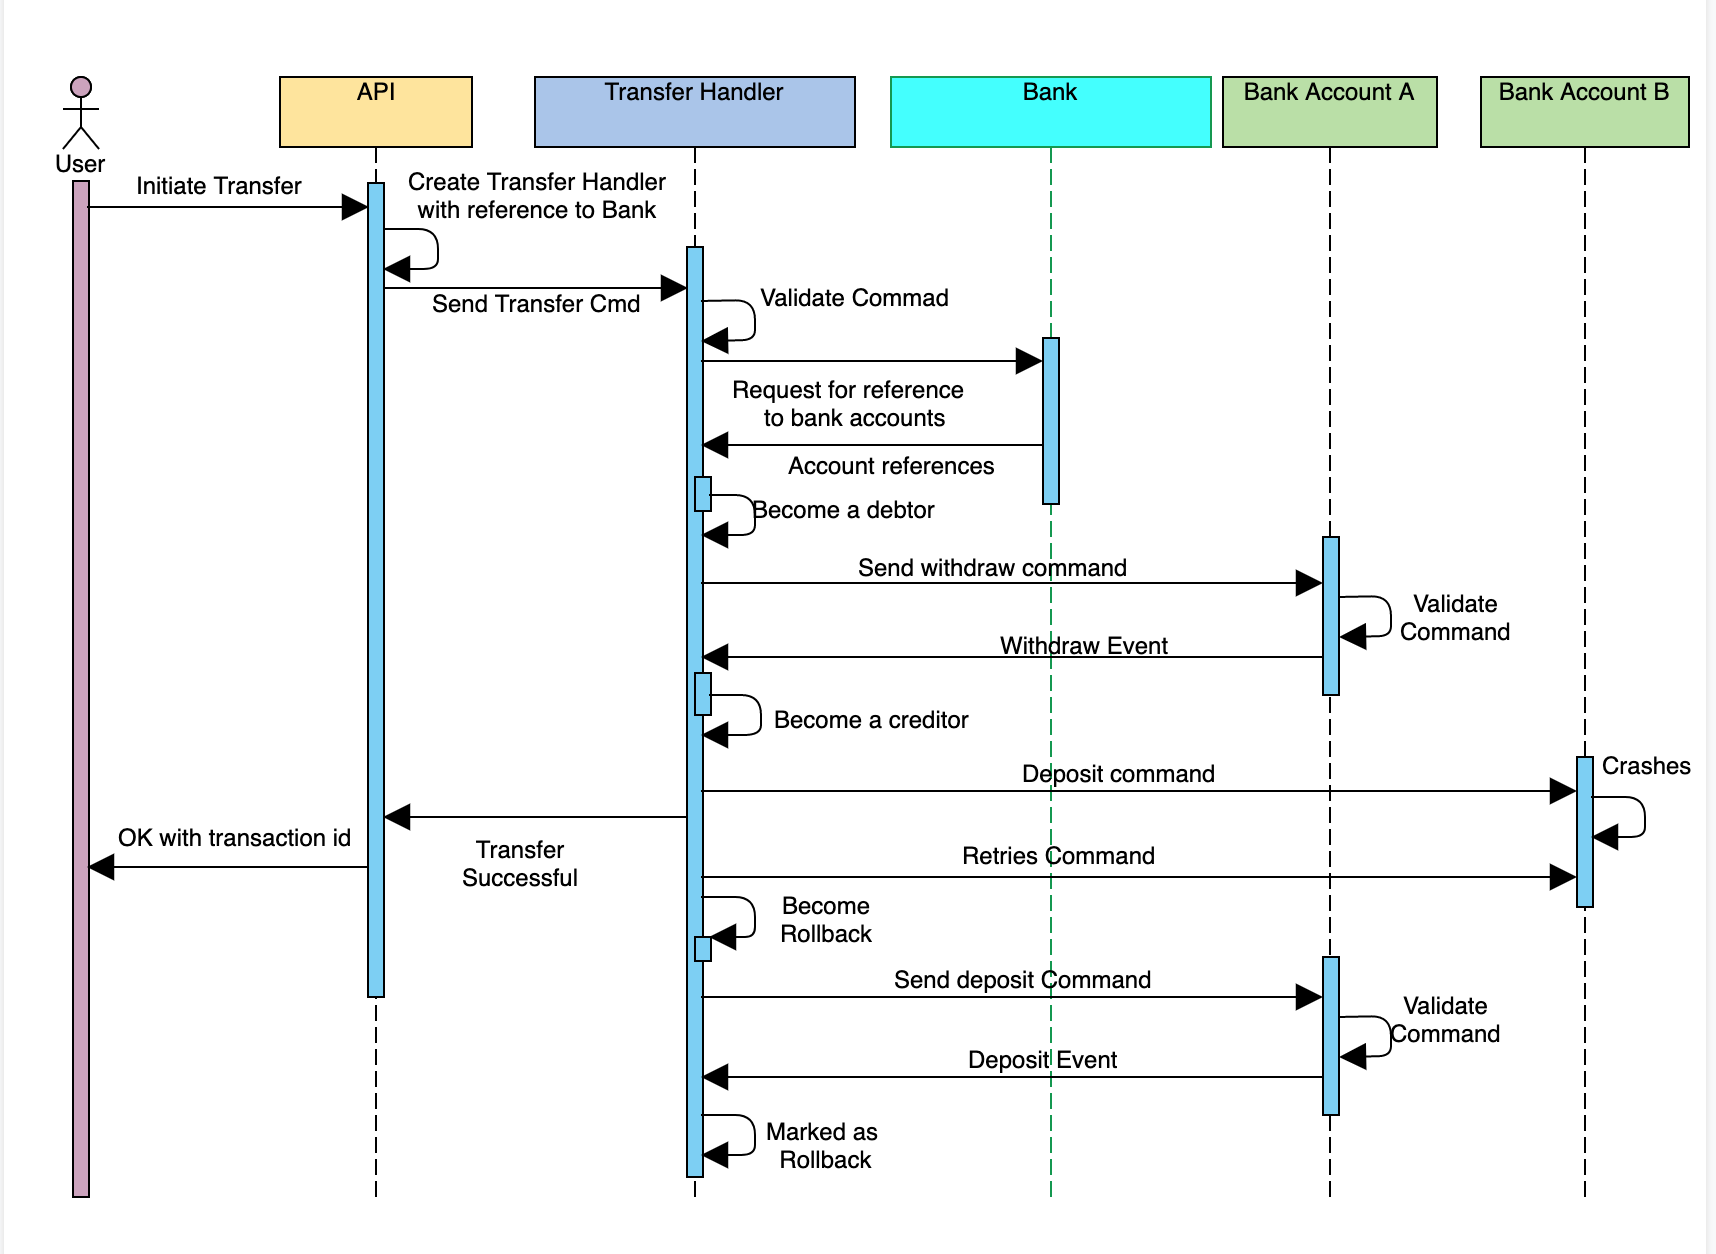 API
Transfer Handler
Bank
Bank Account A
Bank Account B
User
Initiate Transfer
Create Transfer Handler
with reference to Bank
Send Transfer Cmd
Validate Commad
Request for reference
to bank accounts
Account references
Become a debtor
Send withdraw command
Validate
Command
Withdraw Event
Become a creditor
Deposit command
Crashes
OK with transaction id
Transfer
Successful
Retries Command
Become
Rollback
Send deposit Command
Validate
Command
Deposit Event
Marked as
Rollback